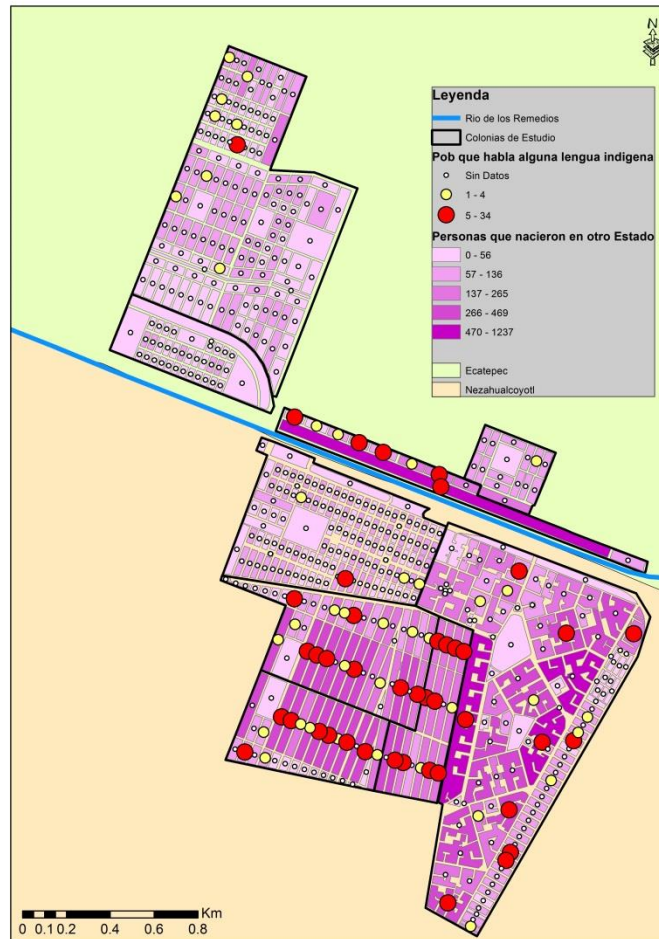 N
Leyenda
Rio de los Remedios
Colonias de Estudio
Pob que habla alguna lengua indigena
Sin Datos
1 - 4
5 - 34
Personas que nacieron en otro Estado
0 - 56
57 - 136
137 - 265
266 - 469
470 - 1237
Ecatepec
Nezahualcoyotl
Km
0 0.1 0.2 0.4 0.6 0.8